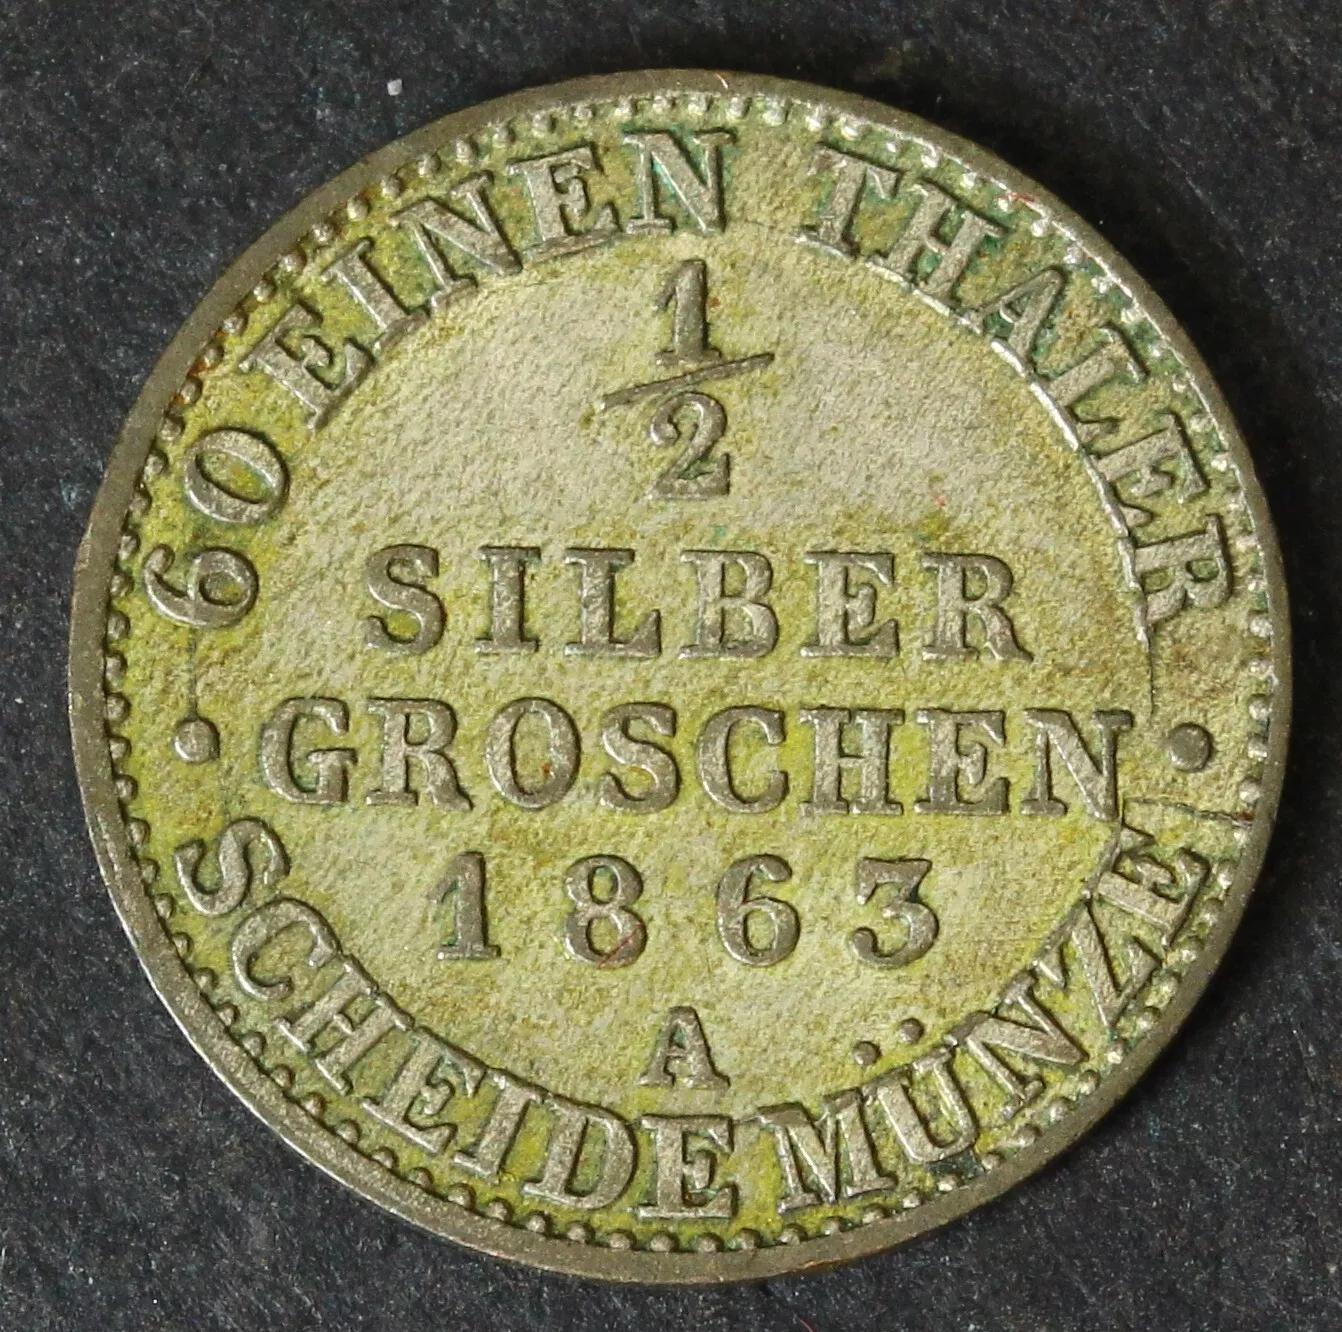 60 EINEN THALER
1/2
SILBER
GROSCHEN
1863
A
· SCHEIDEMÜNZE ·